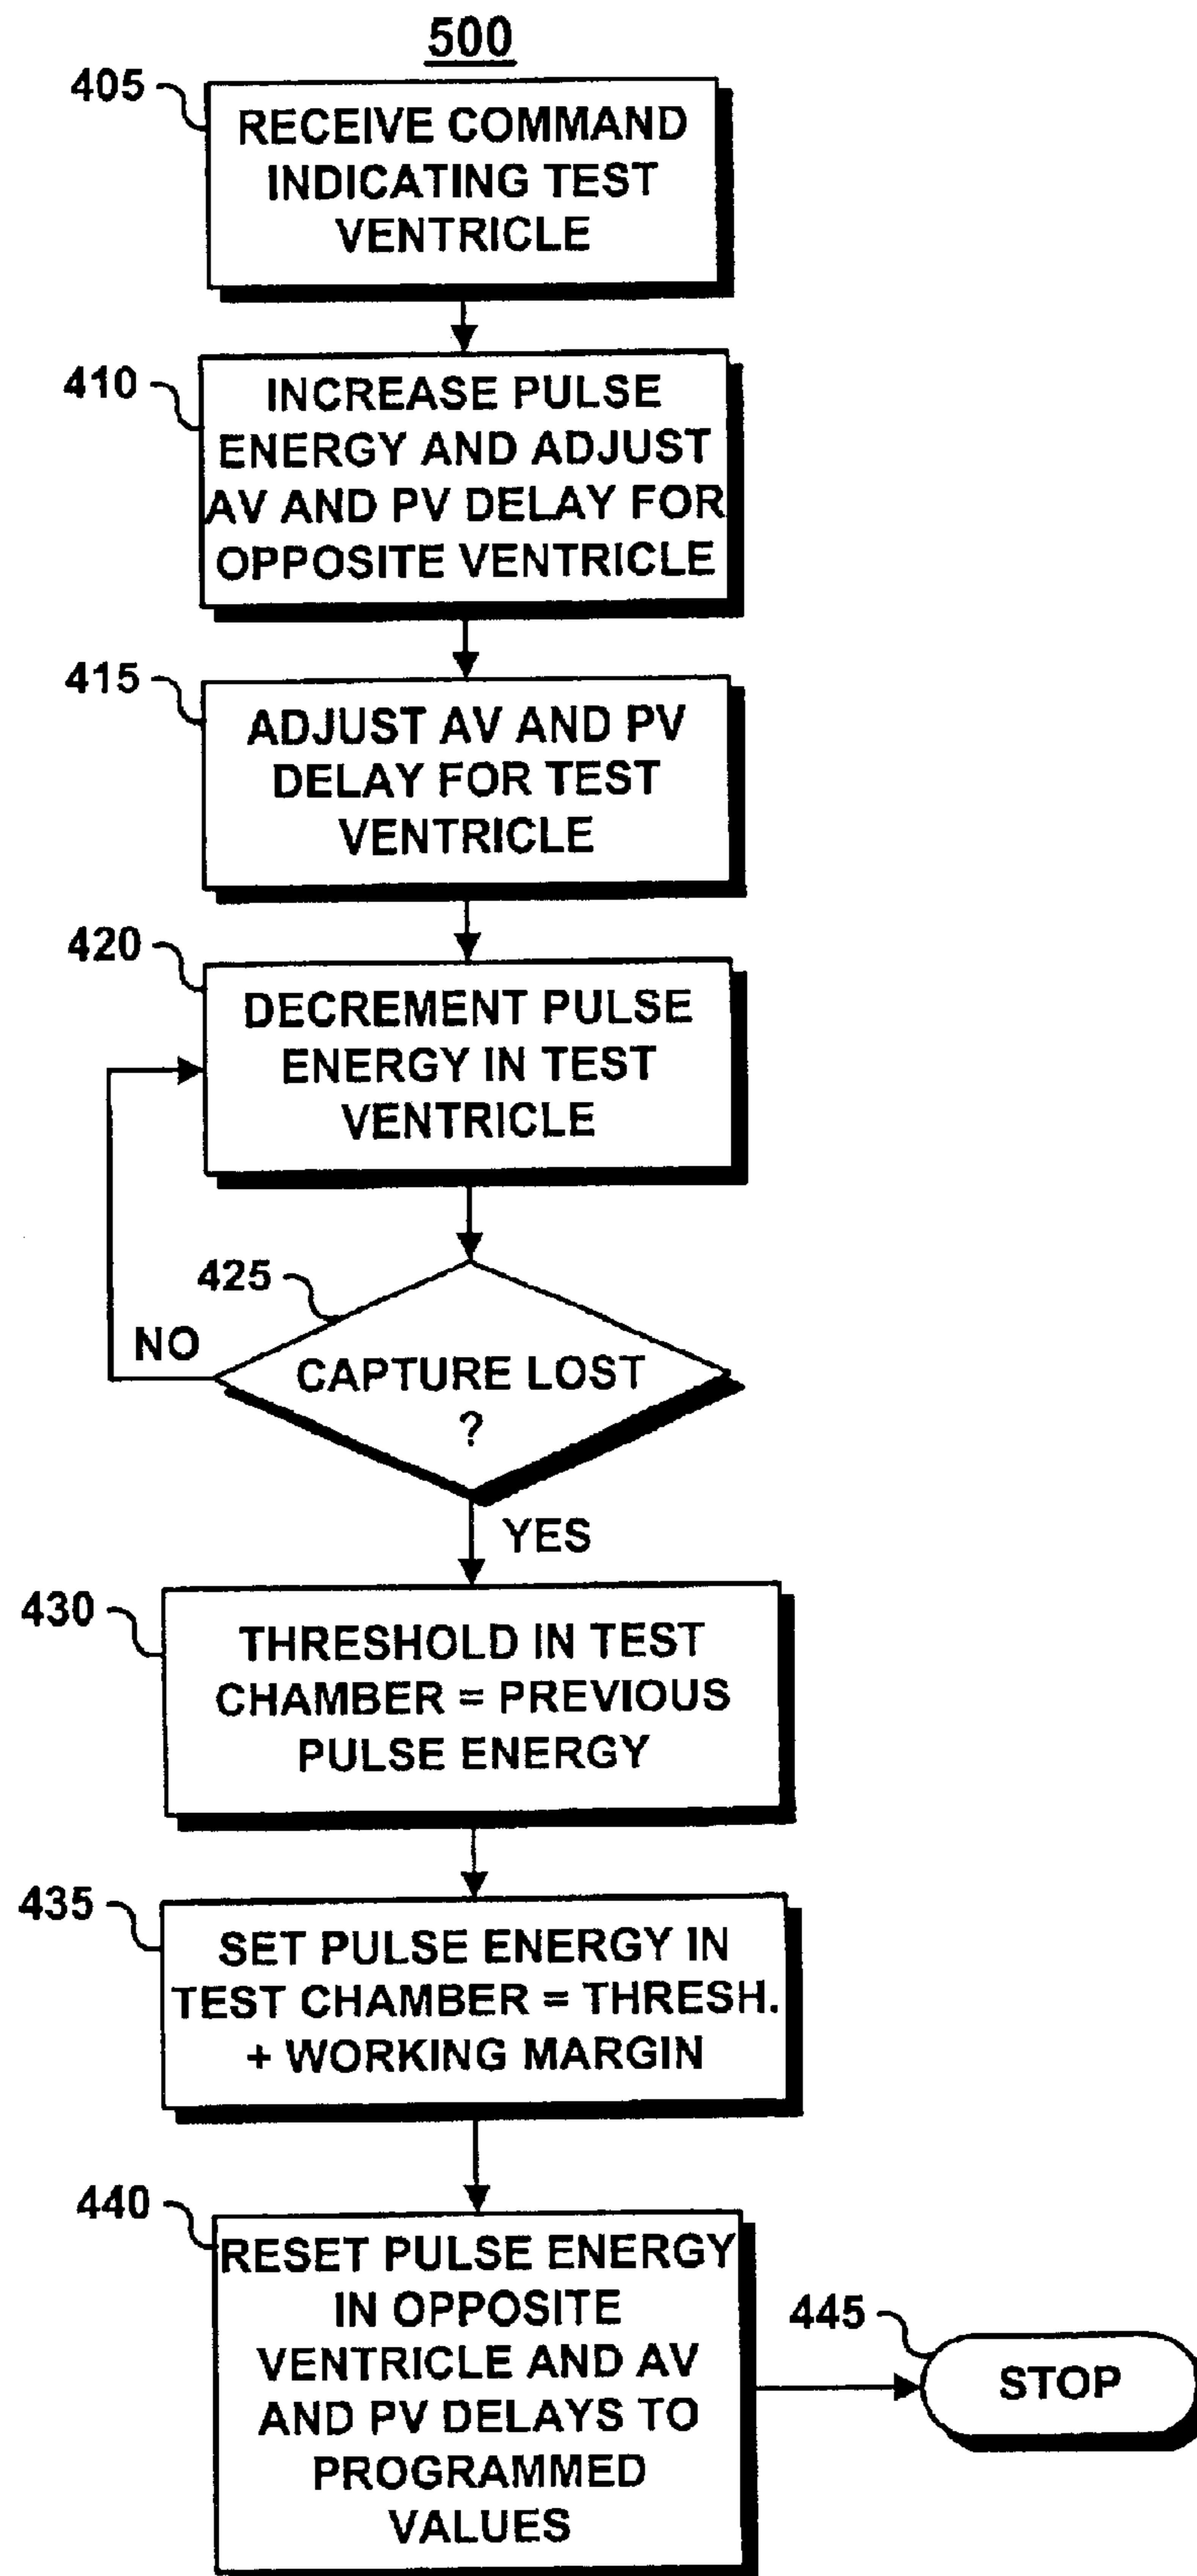 500
405
RECEIVE COMMAND
INDICATING TEST
VENTRICLE
410
INCREASE PULSE
ENERGY AND ADJUST
AV AND PV DELAY FOR
OPPOSITE VENTRICLE
415
ADJUST AV AND PV
DELAY FOR TEST
VENTRICLE
420
DECREMENT PULSE
ENERGY IN TEST
VENTRICLE
425
NO
CAPTURE LOST
?
YES
430
THRESHOLD IN TEST
CHAMBER = PREVIOUS
PULSE ENERGY
435
SET PULSE ENERGY IN
TEST CHAMBER = THRESH.
+ WORKING MARGIN
440
RESET PULSE ENERGY
IN OPPOSITE
VENTRICLE AND AV
AND PV DELAYS TO
PROGRAMMED
VALUES
445
STOP